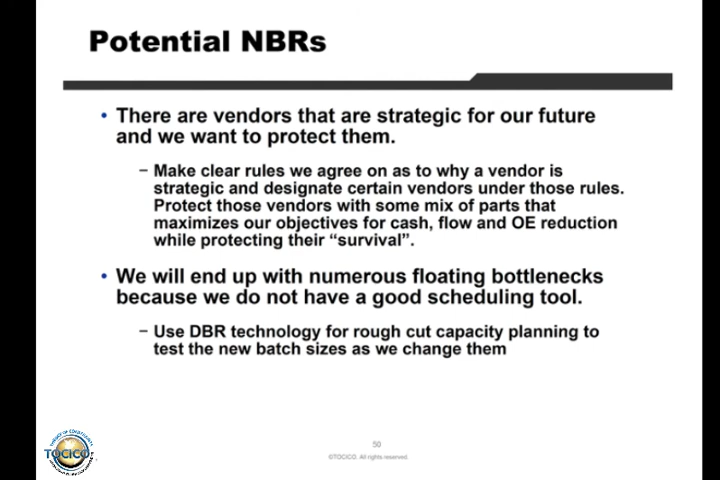 Potential NBRs
• There are vendors that are strategic for our future
and we want to protect them.
– Make clear rules we agree on as to why a vendor is
strategic and designate certain vendors under those rules.
Protect those vendors with some mix of parts that
maximizes our objectives for cash, flow and OE reduction
while protecting their “survival”.
• We will end up with numerous floating bottlenecks
because we do not have a good scheduling tool.
– Use DBR technology for rough cut capacity planning to
test the new batch sizes as we change them
THEORY OF CONSTRAINTS
TOCICO
50
©TOCICO. All rights reserved.